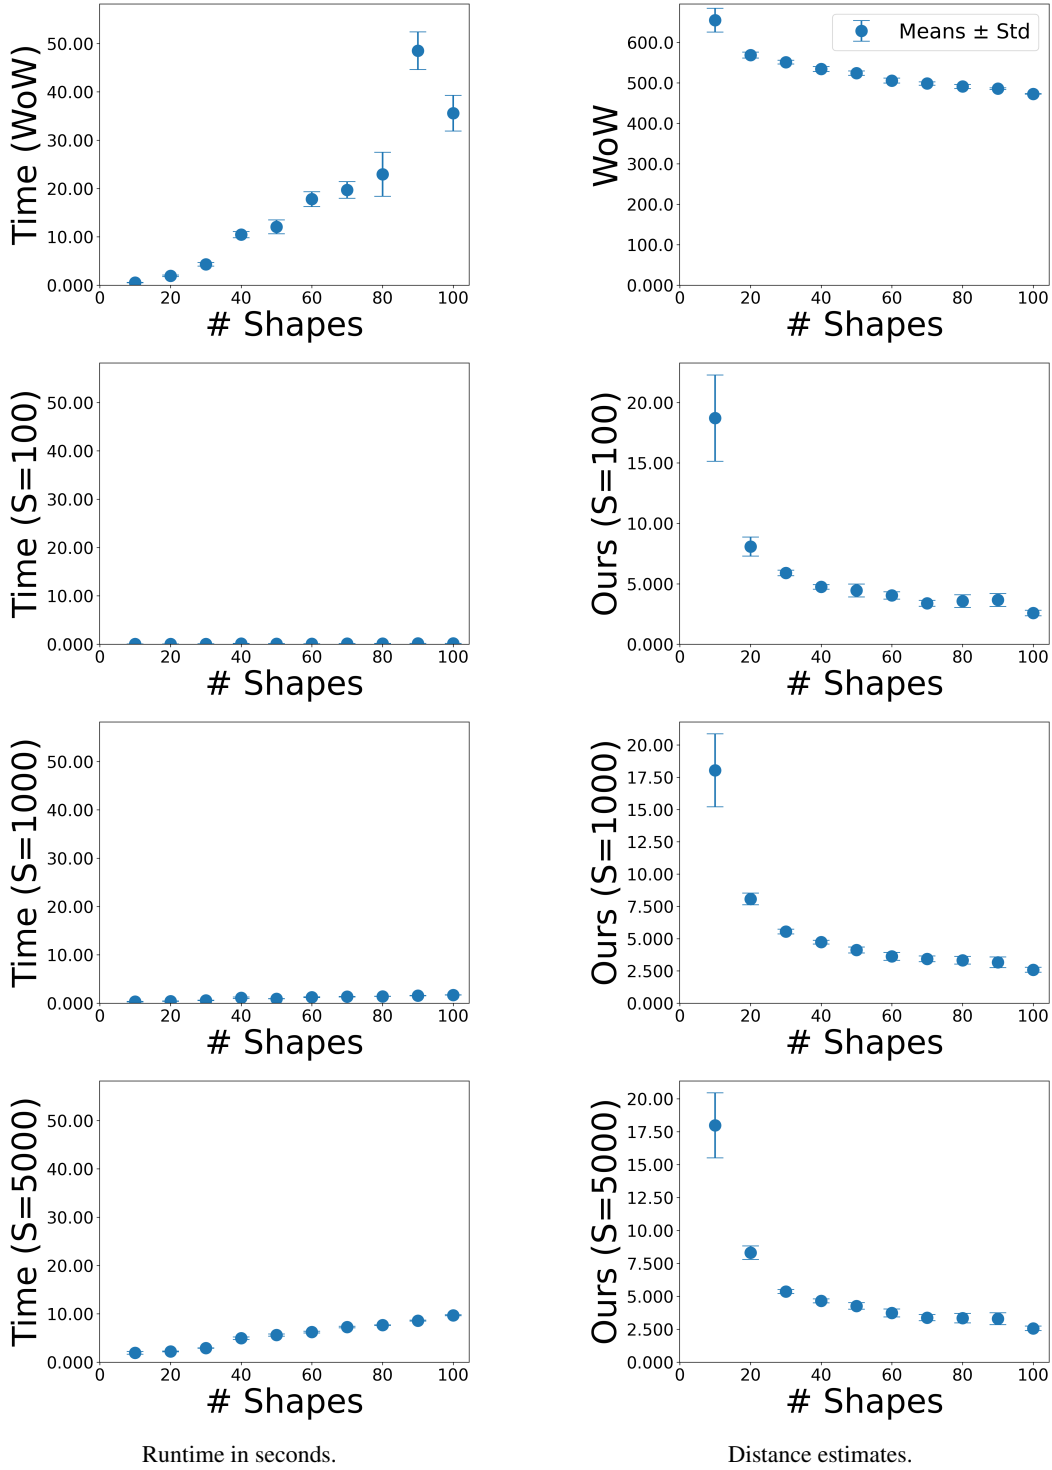 Time (WoW)
50.00
40.00
30.00
20.00
10.00
0.000
0 20 40 60 80 100
# Shapes
WoW
600.0
500.0
400.0
300.0
200.0
100.0
0.0
0 20 40 60 80 100
# Shapes
Means ± Std
Time (S=100)
50.00
40.00
30.00
20.00
10.00
0.000
0 20 40 60 80 100
# Shapes
Ours (S=100)
20.00
15.00
10.00
5.000
0.000
0 20 40 60 80 100
# Shapes
Time (S=1000)
50.00
40.00
30.00
20.00
10.00
0.000
0 20 40 60 80 100
# Shapes
Ours (S=1000)
20.00
17.50
15.00
12.50
10.00
7.500
5.000
2.500
0.000
0 20 40 60 80 100
# Shapes
Time (S=5000)
50.00
40.00
30.00
20.00
10.00
0.000
0 20 40 60 80 100
# Shapes
Ours (S=5000)
20.00
17.50
15.00
12.50
10.00
7.500
5.000
2.500
0.000
0 20 40 60 80 100
# Shapes
Runtime in seconds.
Distance estimates.